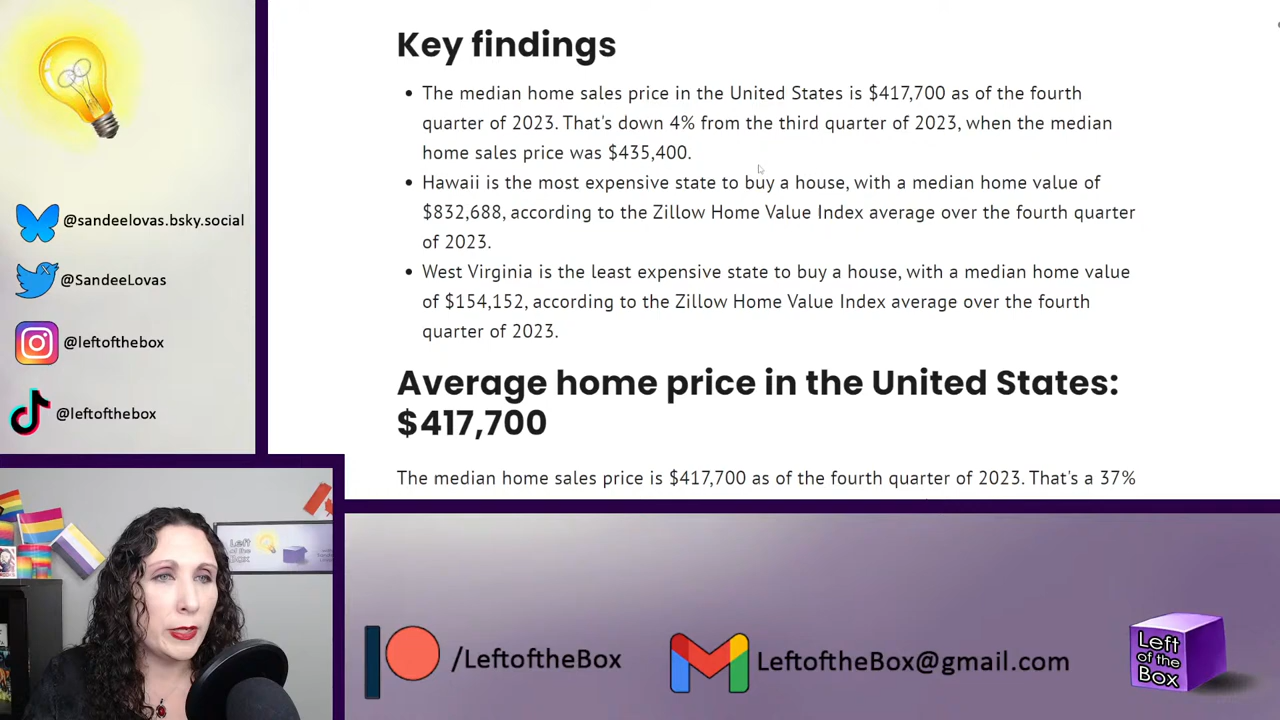 Key findings
The median home sales price in the United States is $417,700 as of the fourth
quarter of 2023. That's down 4% from the third quarter of 2023, when the median
home sales price was $435,400.
Hawaii is the most expensive state to buy a house, with a median home value of
$832,688, according to the Zillow Home Value Index average over the fourth quarter
of 2023.
West Virginia is the least expensive state to buy a house, with a median home value
of $154,152, according to the Zillow Home Value Index average over the fourth
quarter of 2023.
Average home price in the United States:
$417,700
The median home sales price is $417,700 as of the fourth quarter of 2023. That's a 37%
@sandeelovas.bsky.social
@SandeeLovas
@leftofthebox
@leftofthebox
Left
of the
Box
/LeftoftheBox
LeftoftheBox@gmail.com
Left
of the
Box